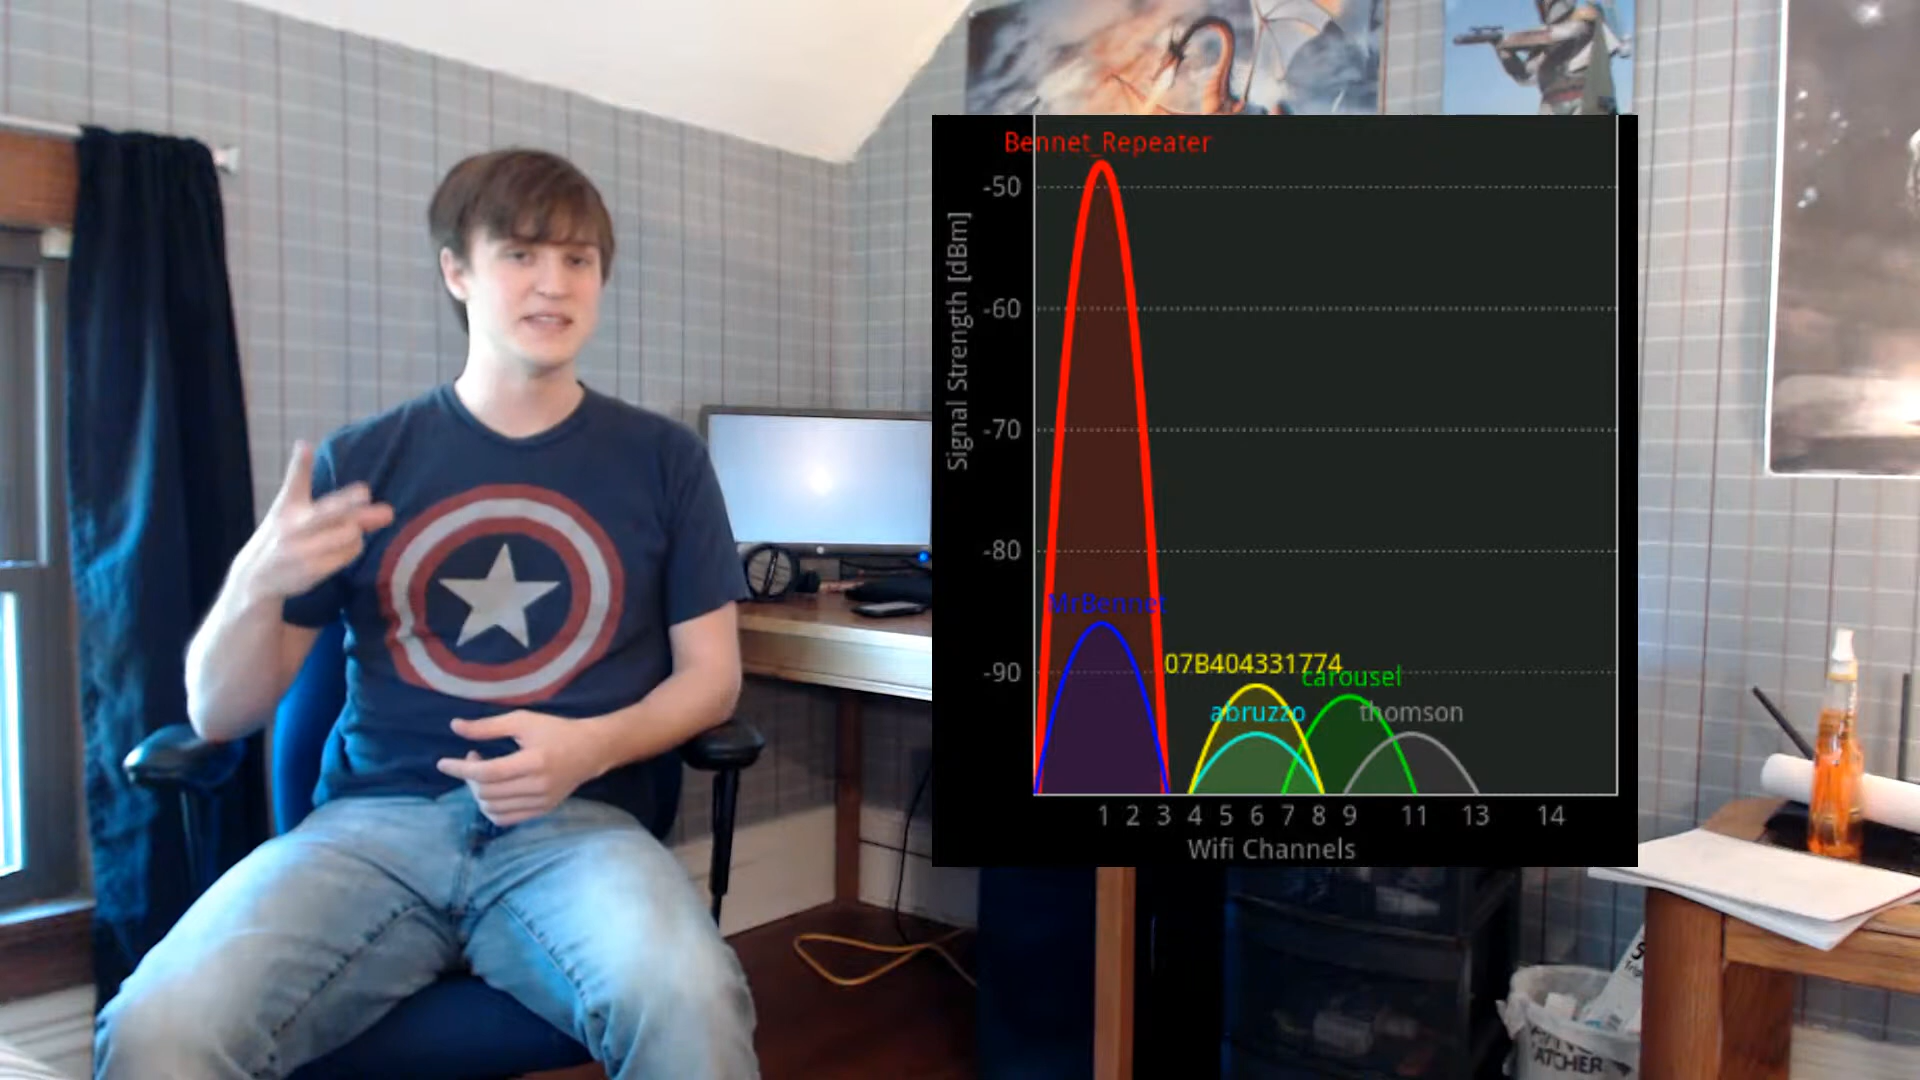 Bennet_Repeater
-50
-60
-70
-80
-90
Signal Strength [dBm]
MrBennet
07B404331774
carousel
abruzzo
thomson
1 2 3 4 5 6 7 8 9 11 13 14
Wifi Channels
ATCHER